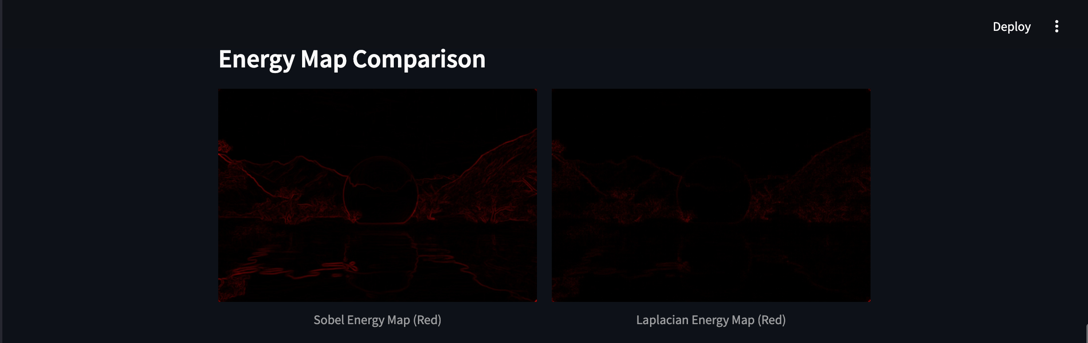 Deploy
Energy Map Comparison
Sobel Energy Map (Red)
Laplacian Energy Map (Red)